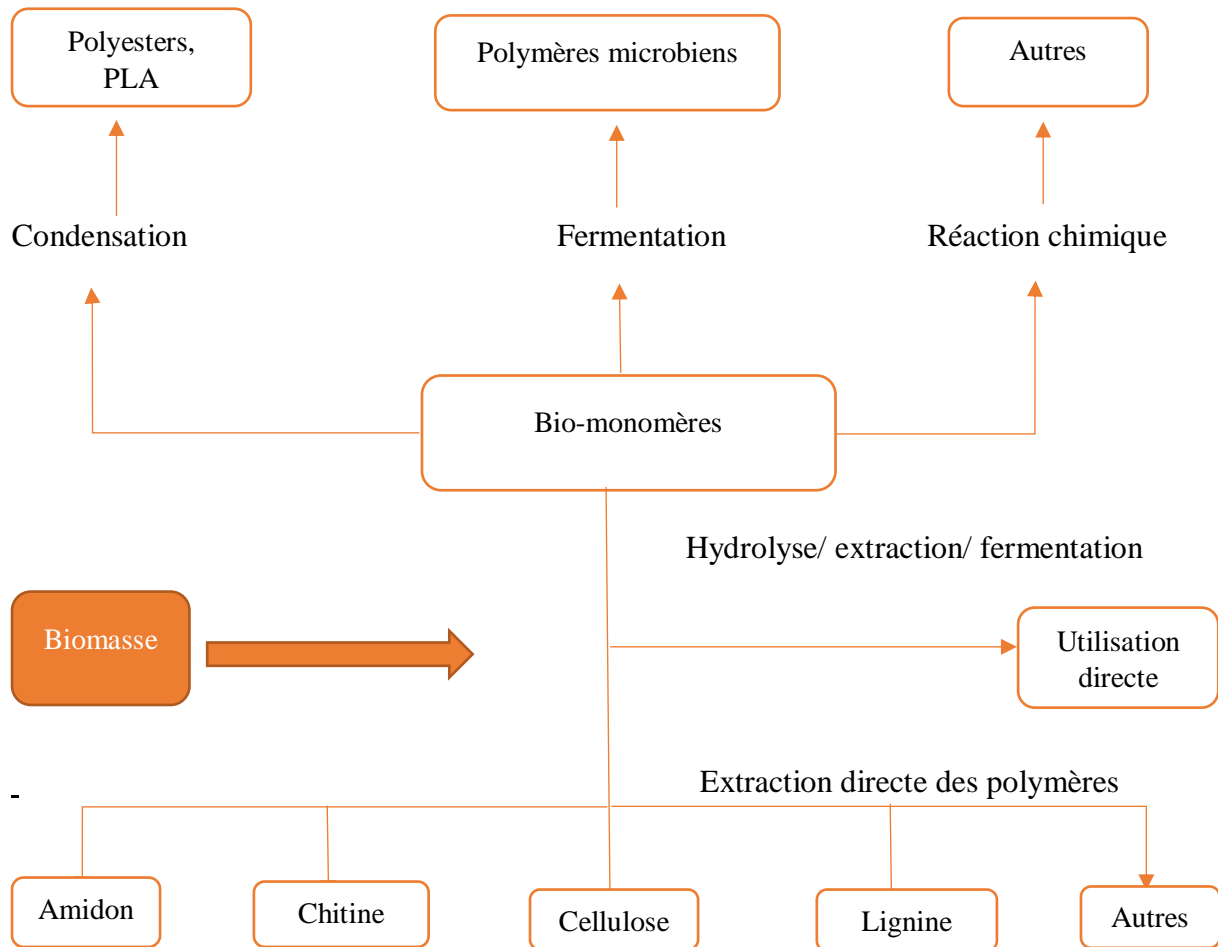 Polyesters,
PLA
Polymères microbiens
Autres
Condensation
Fermentation
Réaction chimique
Bio-monomères
Hydrolyse/ extraction/ fermentation
Biomasse
Utilisation
directe
Extraction directe des polymères
-
Amidon
Chitine
Cellulose
Lignine
Autres